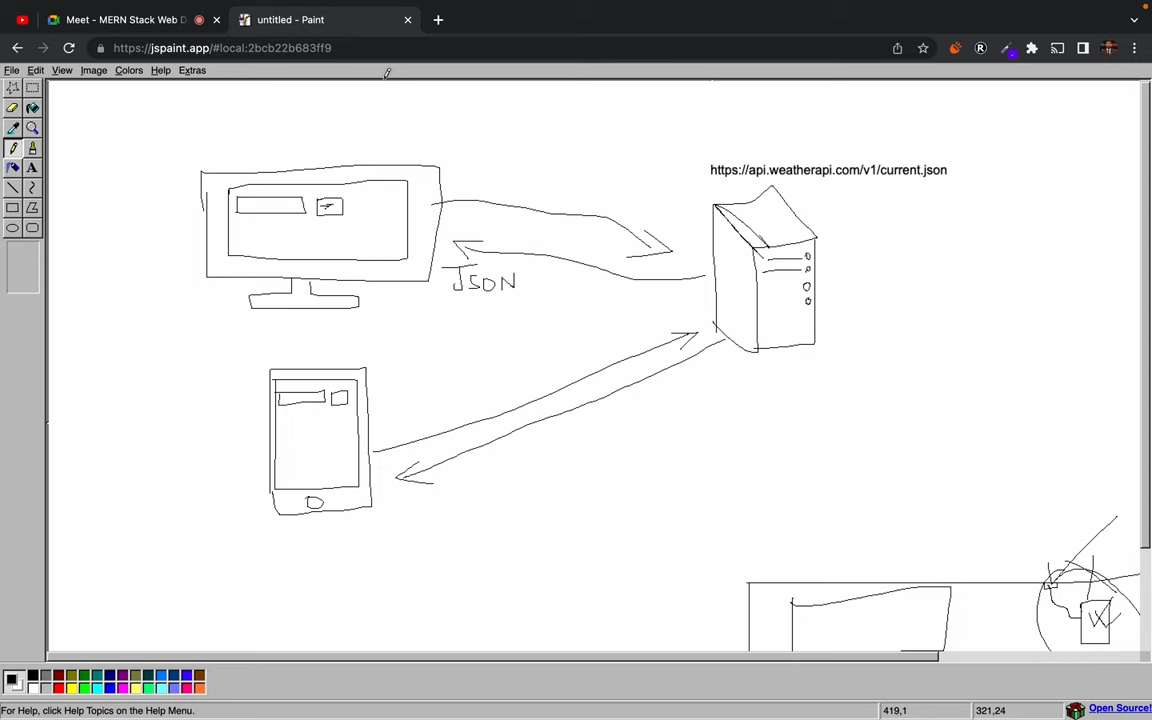 Meet - MERN Stack Web D
untitled - Paint
https://jspaint.app/#local:2bcb22b683ff9
File Edit View Image Colors Help Extras
https://api.weatherapi.com/v1/current.json
JSON
W
For Help, click Help Topics on the Help Menu.
419,1
321,24
Open Source!